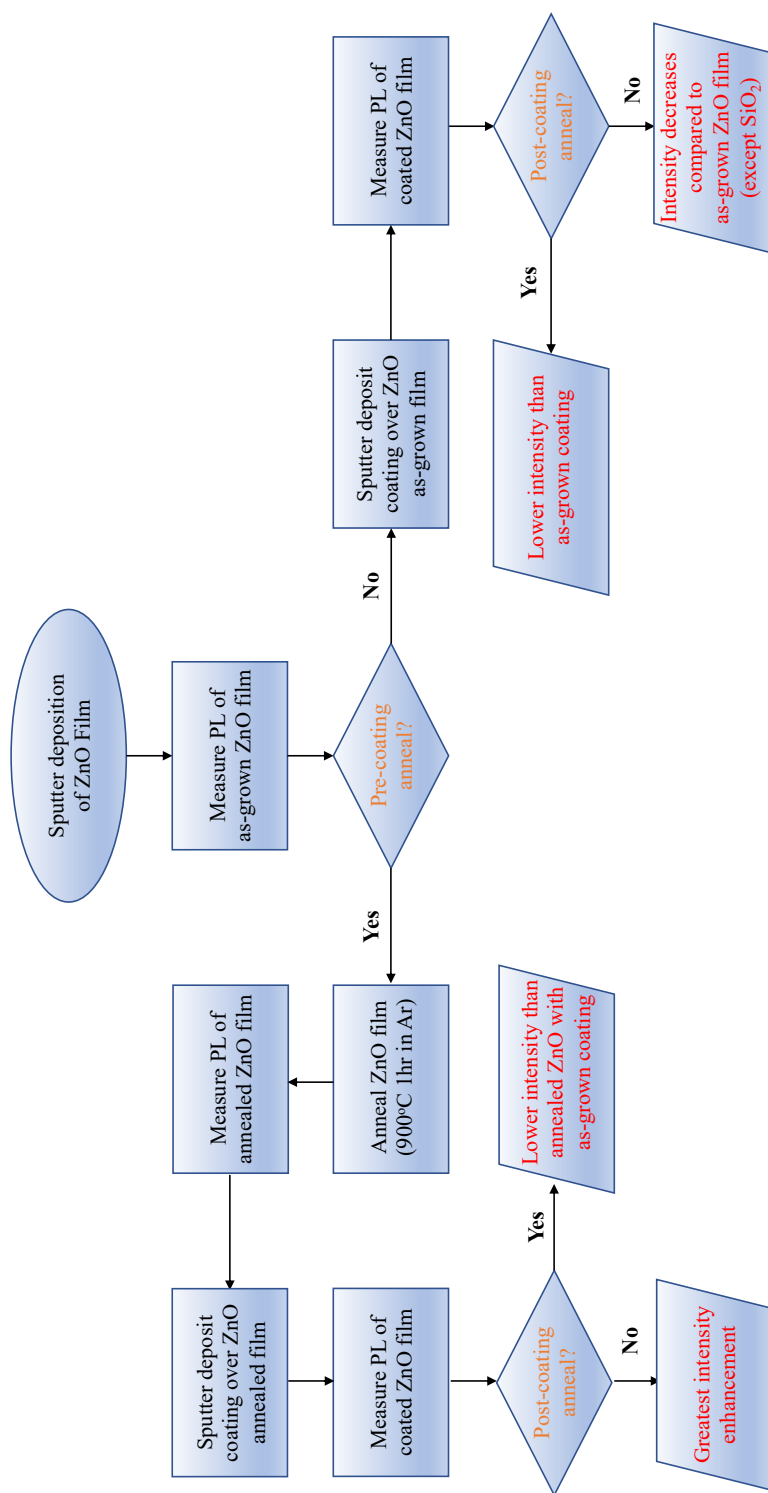 Sputter deposition
of ZnO Film
Measure PL of
as-grown ZnO film
Pre-coating
anneal?
Yes
No
Anneal ZnO film
(900°C 1hr in Ar)
Measure PL of
annealed ZnO film
Sputter deposit
coating over ZnO
annealed film
Measure PL of
coated ZnO film
Post-coating
anneal?
Yes
Lower intensity than
annealed ZnO with
as-grown coating
No
Greatest intensity
enhancement
Sputter deposit
coating over ZnO
as-grown film
Measure PL of
coated ZnO film
Post-coating
anneal?
Yes
Lower intensity than
as-grown coating
No
Intensity decreases
compared to
as-grown ZnO film
(except SiO₂)